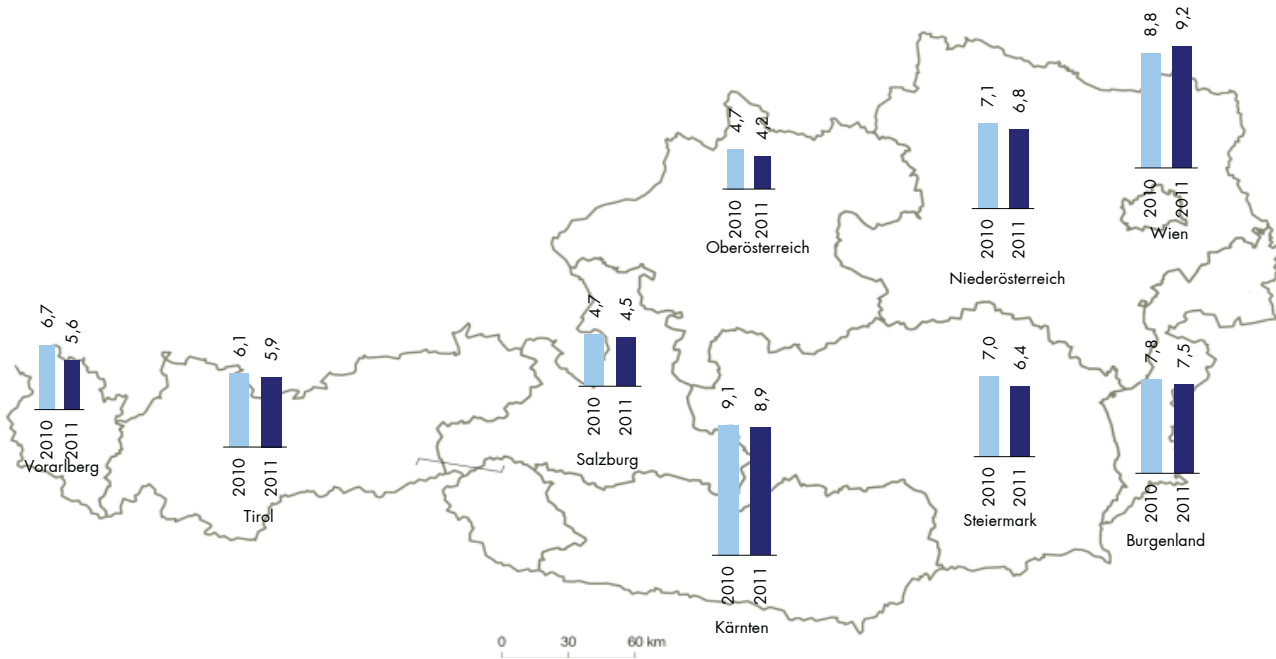 8,8 9,2
2010 2011
Wien
7,1 6,8
2010 2011
Niederösterreich
4,7 4,2
2010 2011
Oberösterreich
4,7 4,5
2010 2011
Salzburg
6,7 5,6
2010 2011
Vorarlberg
6,1 5,9
2010 2011
Tirol
9,1 8,9
2010 2011
Kärnten
7,0 6,4
2010 2011
Steiermark
7,8 7,5
2010 2011
Burgenland
0 30 60 km